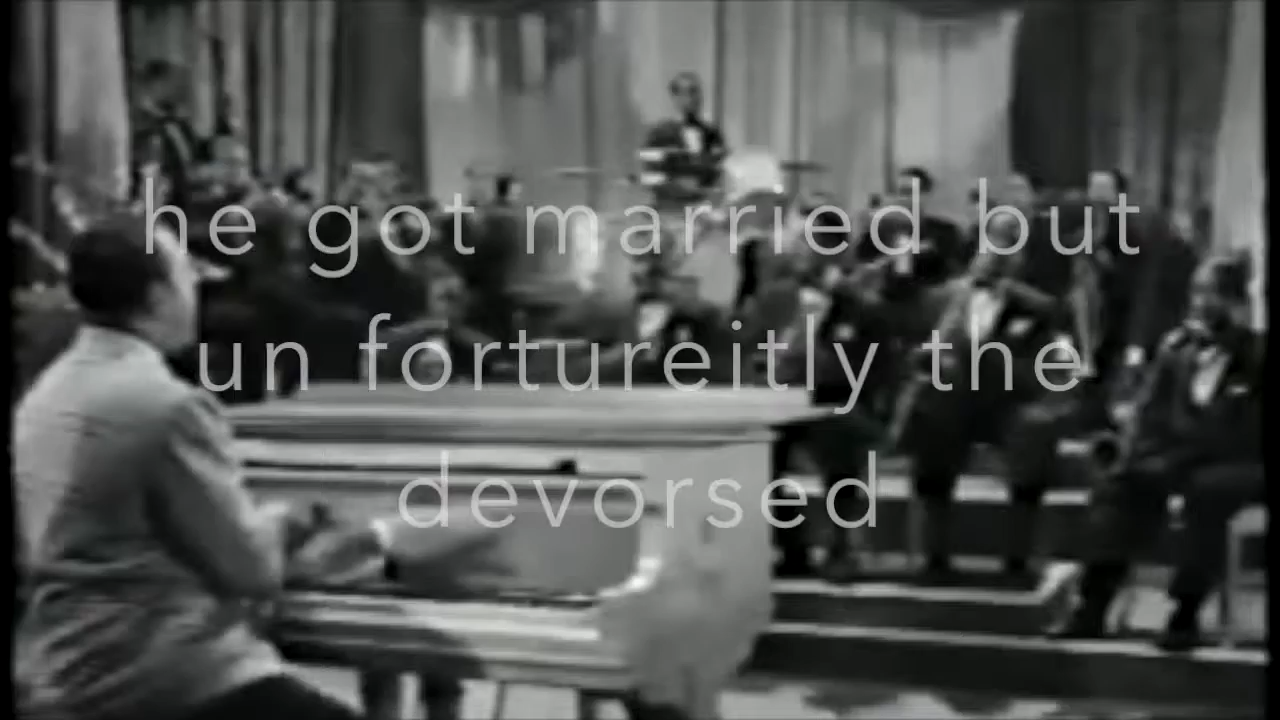 he got married but
un fortureitly the
devorsed